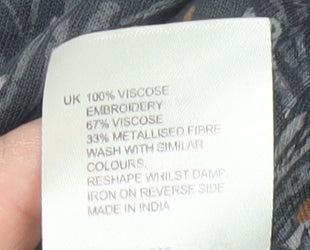 UK 100% VISCOSE
EMBROIDERY
67% VISCOSE
33% METALLISED FIBRE
WASH WITH SIMILAR
COLOURS.
RESHAPE WHILST DAMP.
IRON ON REVERSE SIDE
MADE IN INDIA